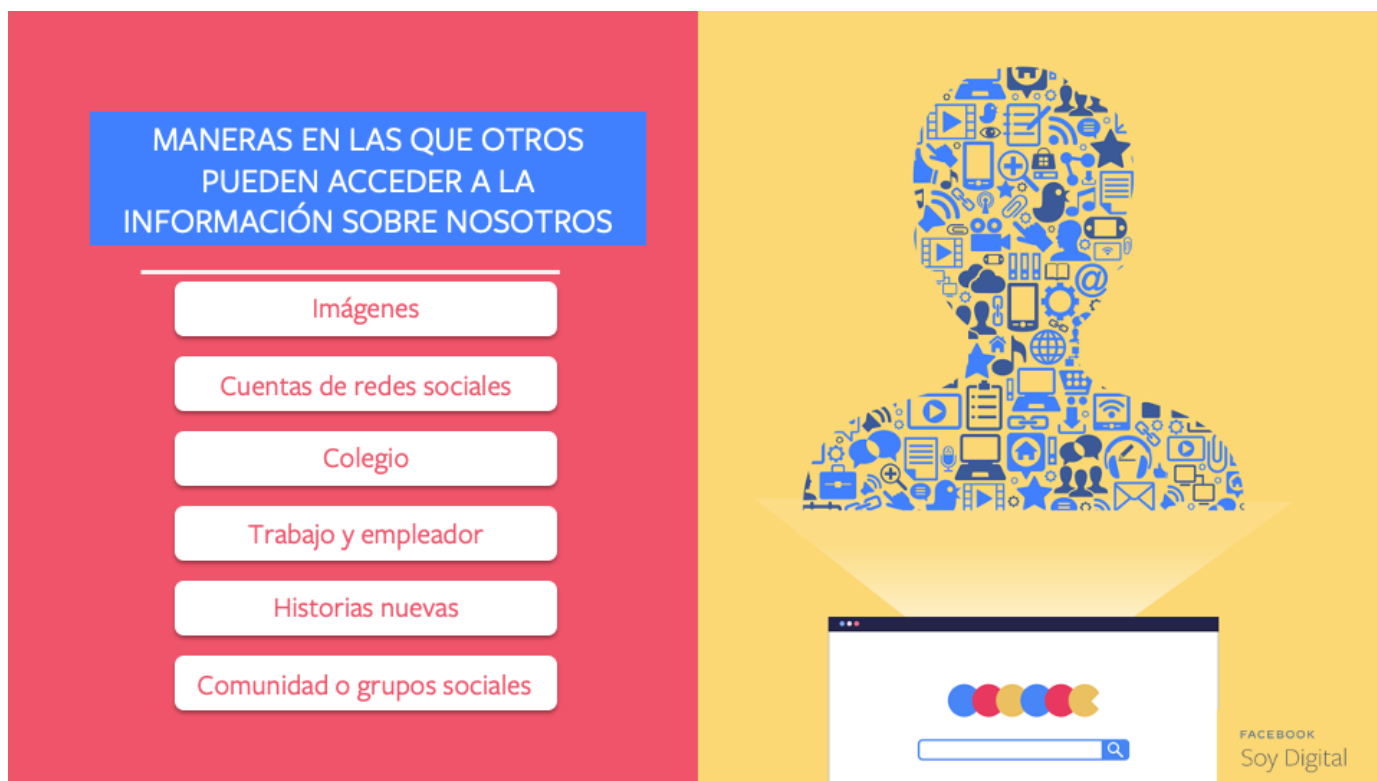 MANERAS EN LAS QUE OTROS
PUEDEN ACCEDER A LA
INFORMACIÓN SOBRE NOSOTROS
Imágenes
Cuentas de redes sociales
Colegio
Trabajo y empleador
Historias nuevas
Comunidad o grupos sociales
@
FACEBOOK
Soy Digital